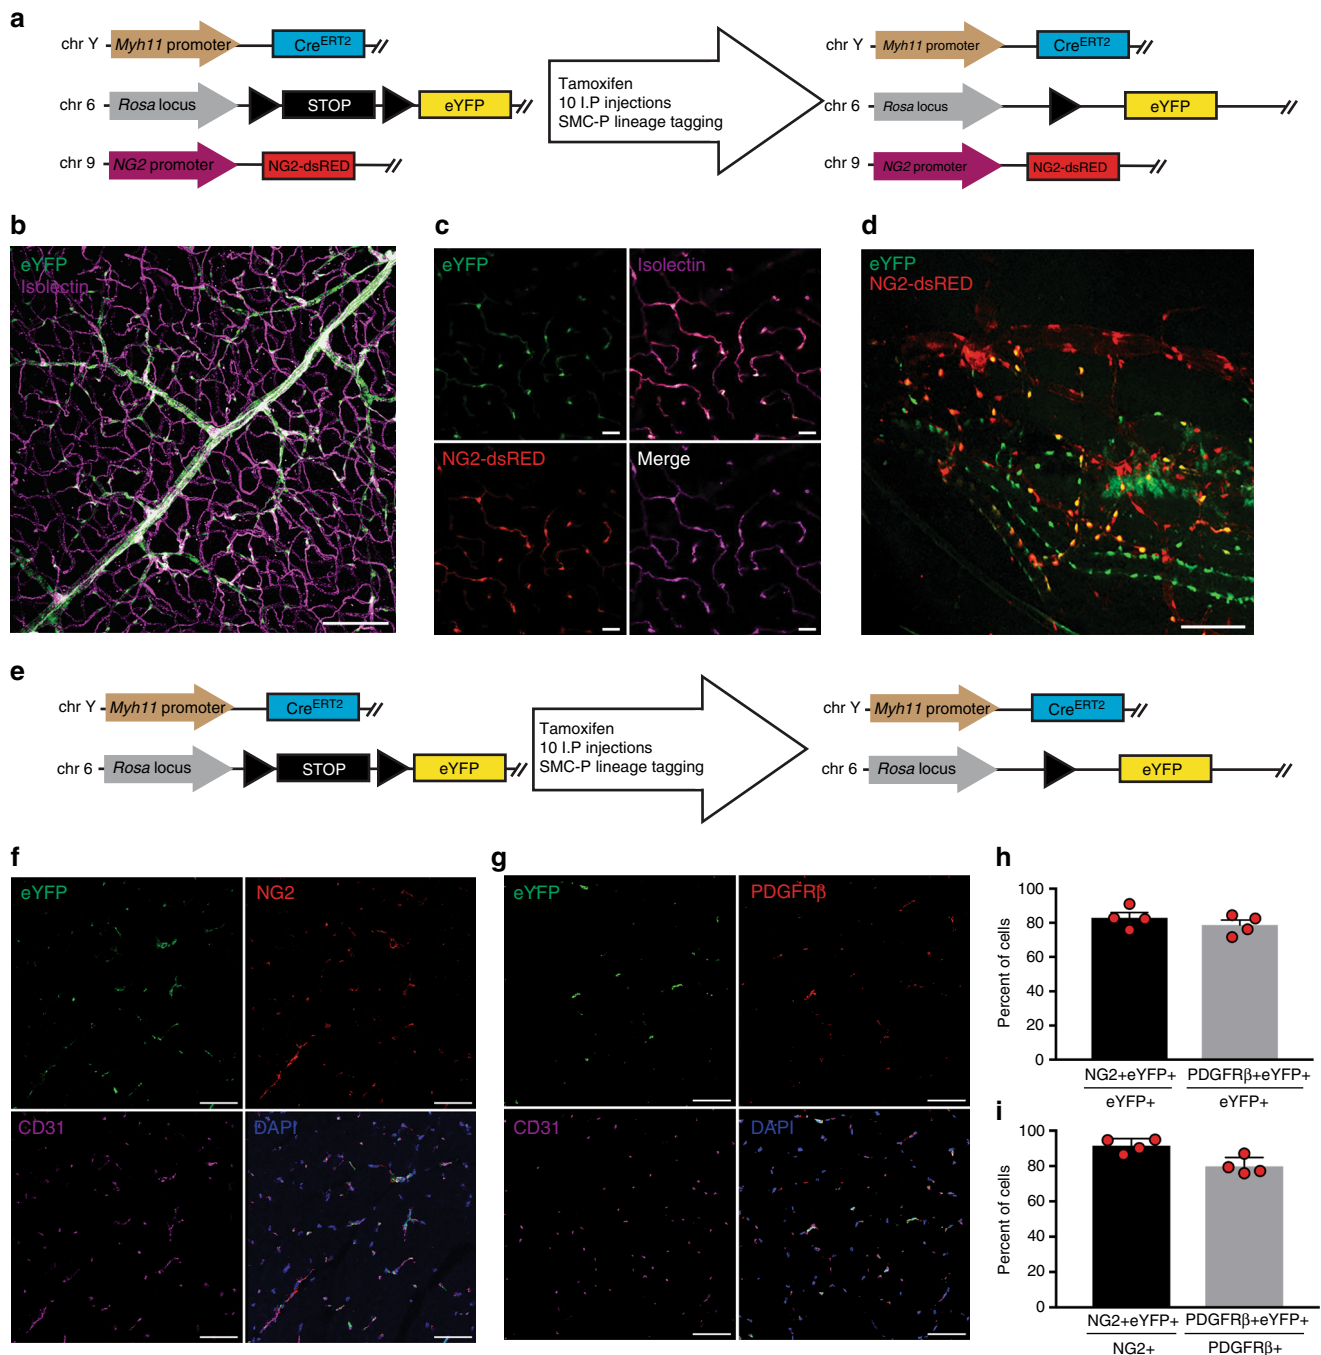 a
chr Y Myh11 promoter CreERT2
chr 6 Rosa locus STOP eYFP
chr 9 NG2 promoter NG2-dsRED
Tamoxifen
10 I.P injections
SMC-P lineage tagging
chr Y Myh11 promoter CreERT2
chr 6 Rosa locus eYFP
chr 9 NG2 promoter NG2-dsRED
b
eYFP
Isolectin
c
eYFP
Isolectin
NG2-dsRED
Merge
d
eYFP
NG2-dsRED
e
chr Y Myh11 promoter CreERT2
chr 6 Rosa locus STOP eYFP
Tamoxifen
10 I.P injections
SMC-P lineage tagging
chr Y Myh11 promoter CreERT2
chr 6 Rosa locus eYFP
f
eYFP
NG2
CD31
DAPI
g
eYFP
PDGFRβ
CD31
DAPI
h
Percent of cells
100
80
60
40
20
0
NG2+eYFP+
eYFP+
PDGFRβ+eYFP+
eYFP+
i
Percent of cells
100
80
60
40
20
0
NG2+eYFP+
NG2+
PDGFRβ+eYFP+
PDGFRβ+